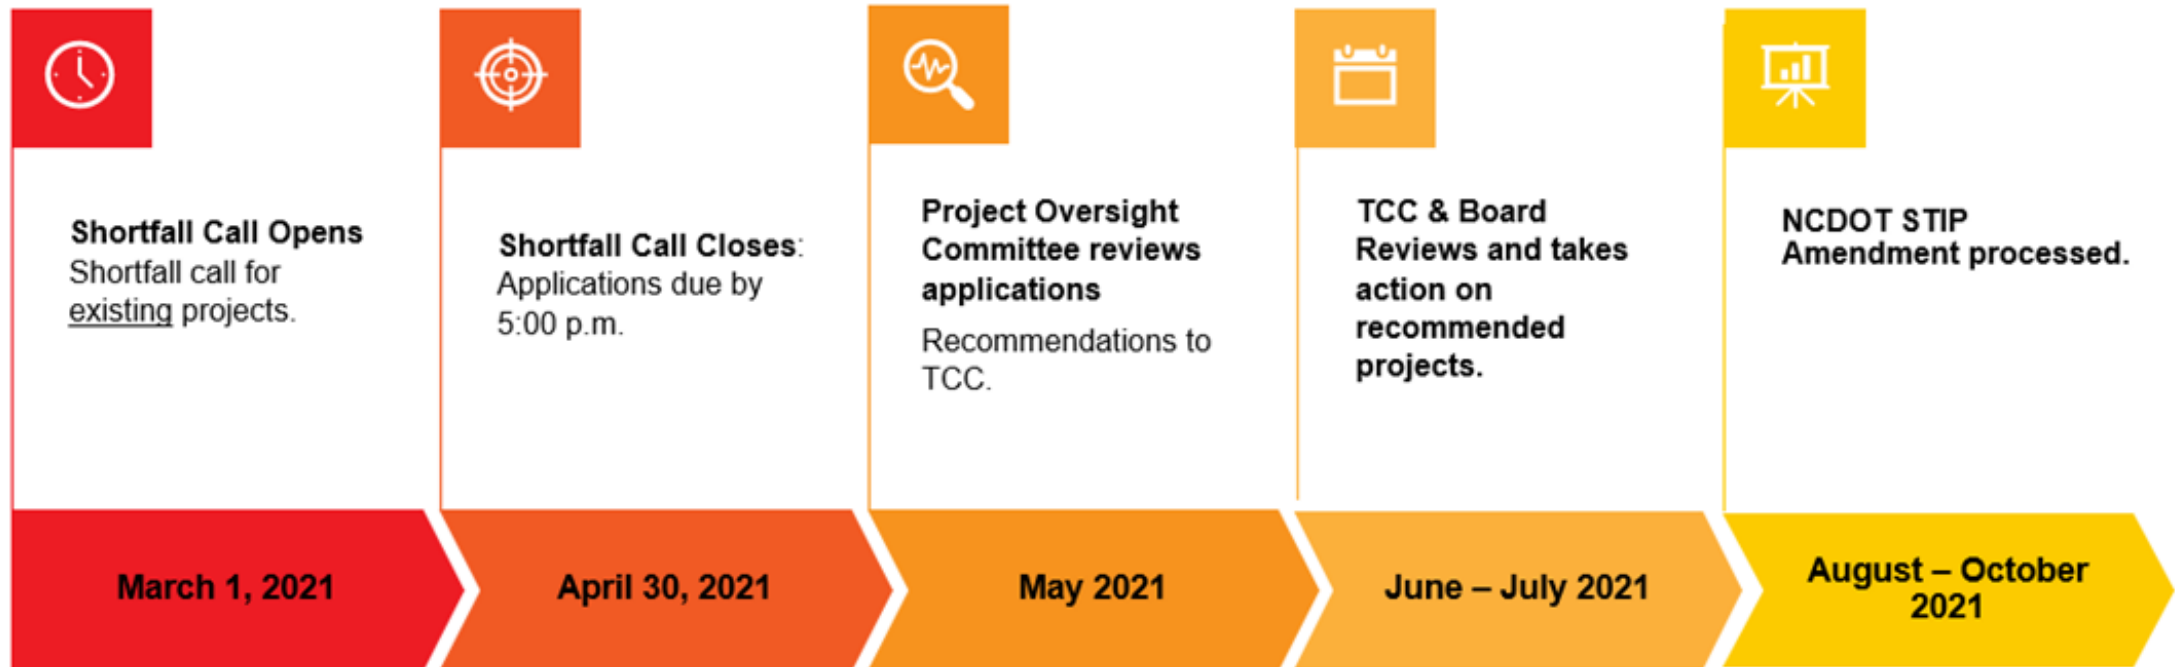 Shortfall Call Opens
Shortfall call for
existing projects.
March 1, 2021
Shortfall Call Closes:
Applications due by
5:00 p.m.
April 30, 2021
Project Oversight
Committee reviews
applications
Recommendations to
TCC.
May 2021
TCC & Board
Reviews and takes
action on
recommended
projects.
June – July 2021
NCDOT STIP
Amendment processed.
August – October
2021